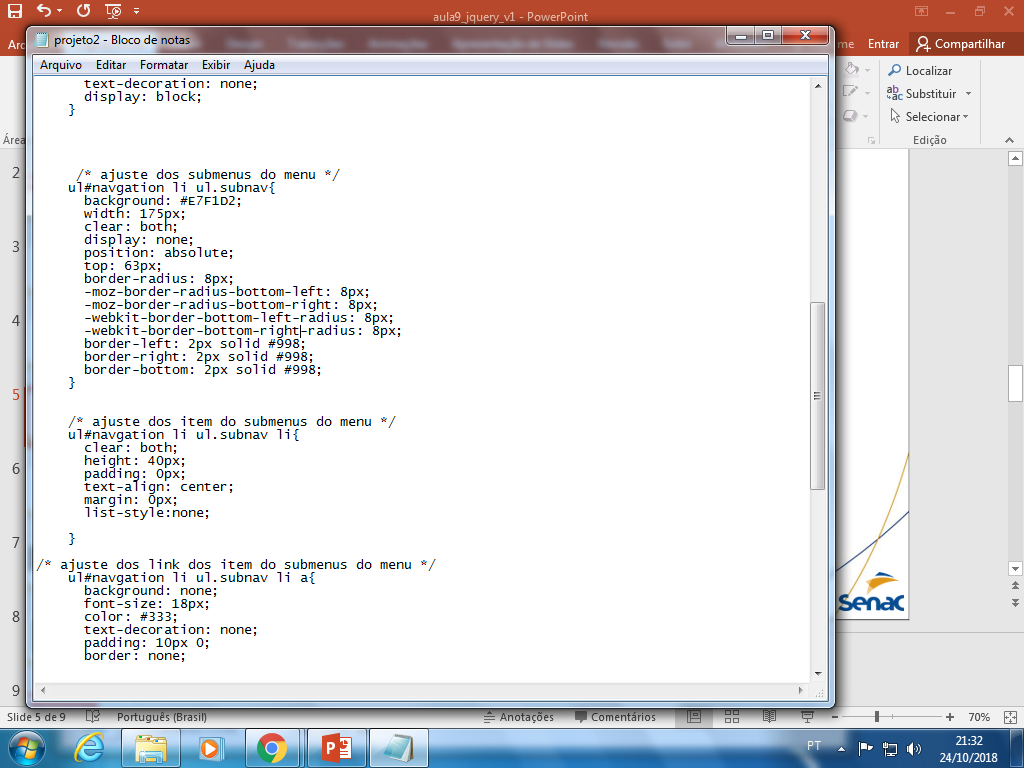 aula9_jquery_v1 - PowerPoint
projeto2 - Bloco de notas
Arquivo Editar Formatar Exibir Ajuda
Entrar Compartilhar
text-decoration: none;
display: block;
}
/* ajuste dos submenus do menu */
ul#navgation li ul.subnav{
background: #E7F1D2;
width: 175px;
clear: both;
display: none;
position: absolute;
top: 63px;
border-radius: 8px;
-moz-border-radius-bottom-left: 8px;
-moz-border-radius-bottom-right: 8px;
-webkit-border-bottom-left-radius: 8px;
-webkit-border-bottom-right-radius: 8px;
border-left: 2px solid #998;
border-right: 2px solid #998;
border-bottom: 2px solid #998;
}
/* ajuste dos item do submenus do menu */
ul#navgation li ul.subnav li{
clear: both;
height: 40px;
padding: 0px;
text-align: center;
margin: 0px;
list-style:none;
}
/* ajuste dos link dos item do submenus do menu */
ul#navgation li ul.subnav li a{
background: none;
font-size: 18px;
color: #333;
text-decoration: none;
padding: 10px 0;
border: none;
Localizar
Substituir
Selecionar
Edição
2
3
4
5
6
7
8
9
Senac
Slide 5 de 9 Português (Brasil) Anotações Comentários 70%
PT 21:32
24/10/2018